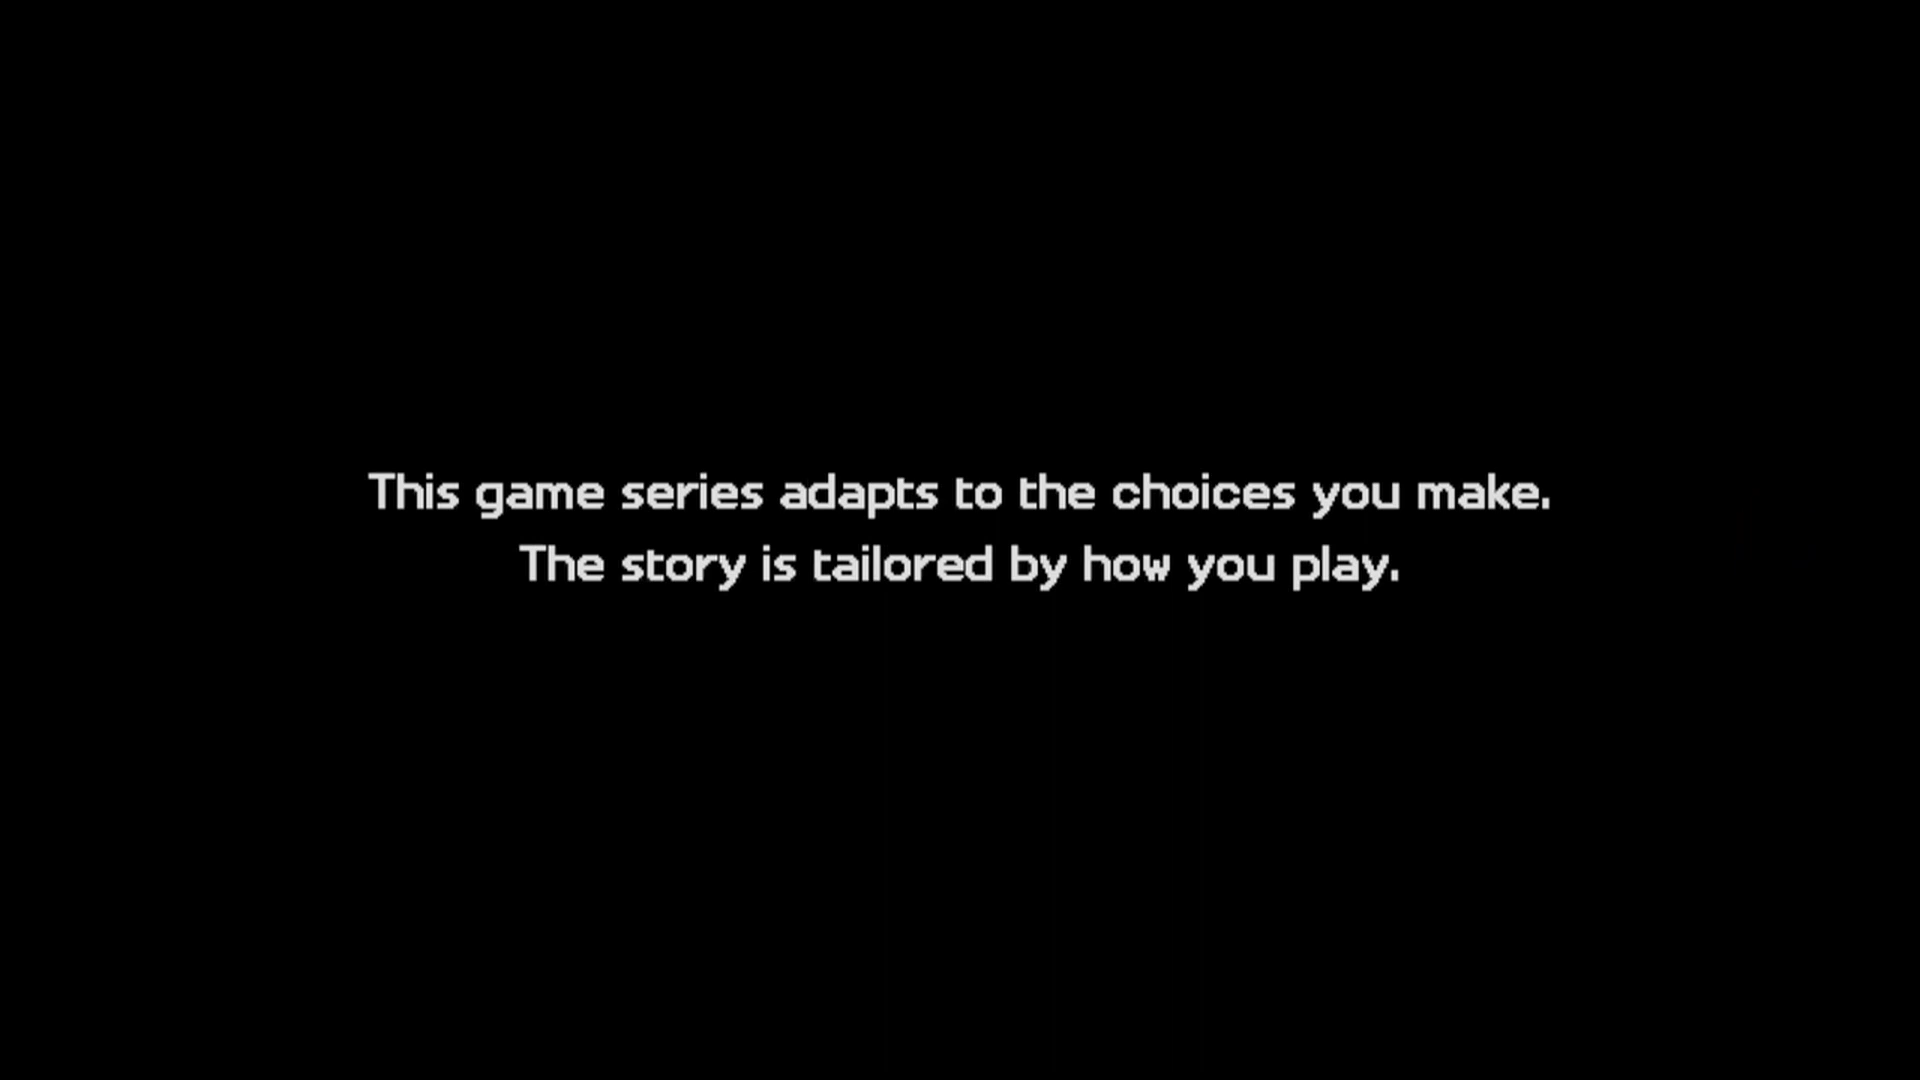 This game series adapts to the choices you make.
The story is tailored by how you play.